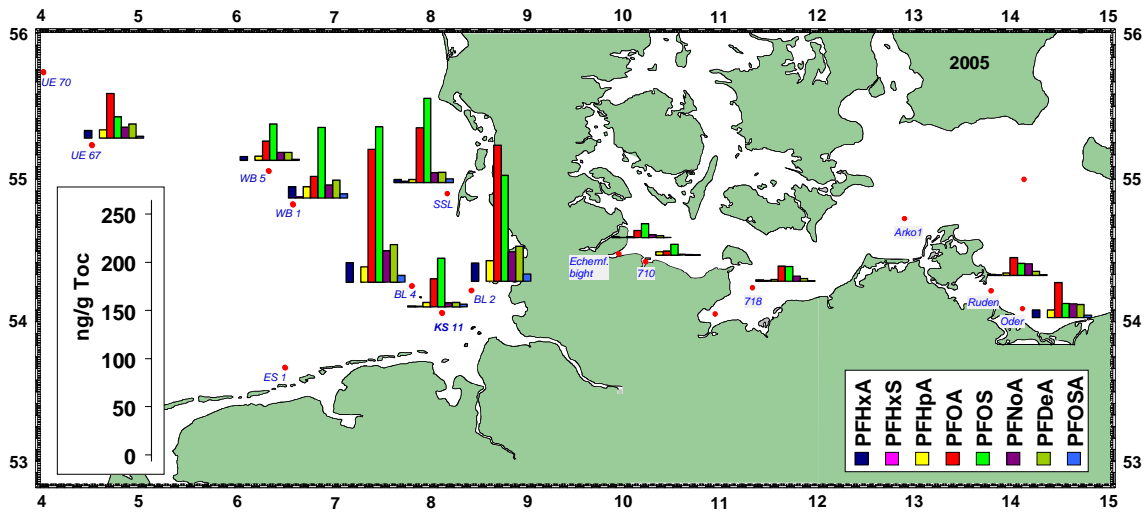 4 5 6 7 8 9 10 11 12 13 14 15
56 56
2005
UE 70
UE 67
WB 5
WB 1
SSL
55 55
Arko1
Echernf.
bight
710
718
Ruden
Oder
BL 4
BL 2
KS 11
ES 1
54 54
53 53
ng/g Toc
250
200
150
100
50
0
PFHxA
PFHxS
PFHpA
PFOA
PFOS
PFNoA
PFDeA
PFOSA
4 5 6 7 8 9 10 11 12 13 14 15